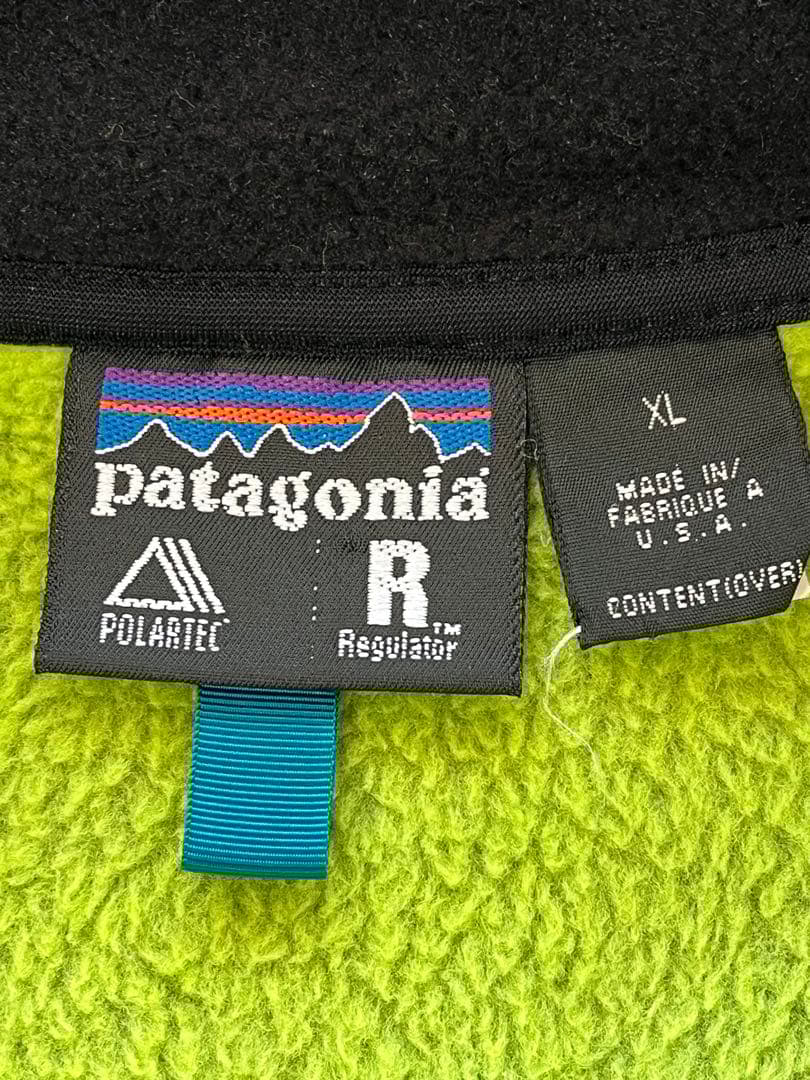 patagonia
POLARTEC
R
Regulator™
XL
MADE IN/
FABRIQUE A
U.S.A.
CONTENT(OVER)